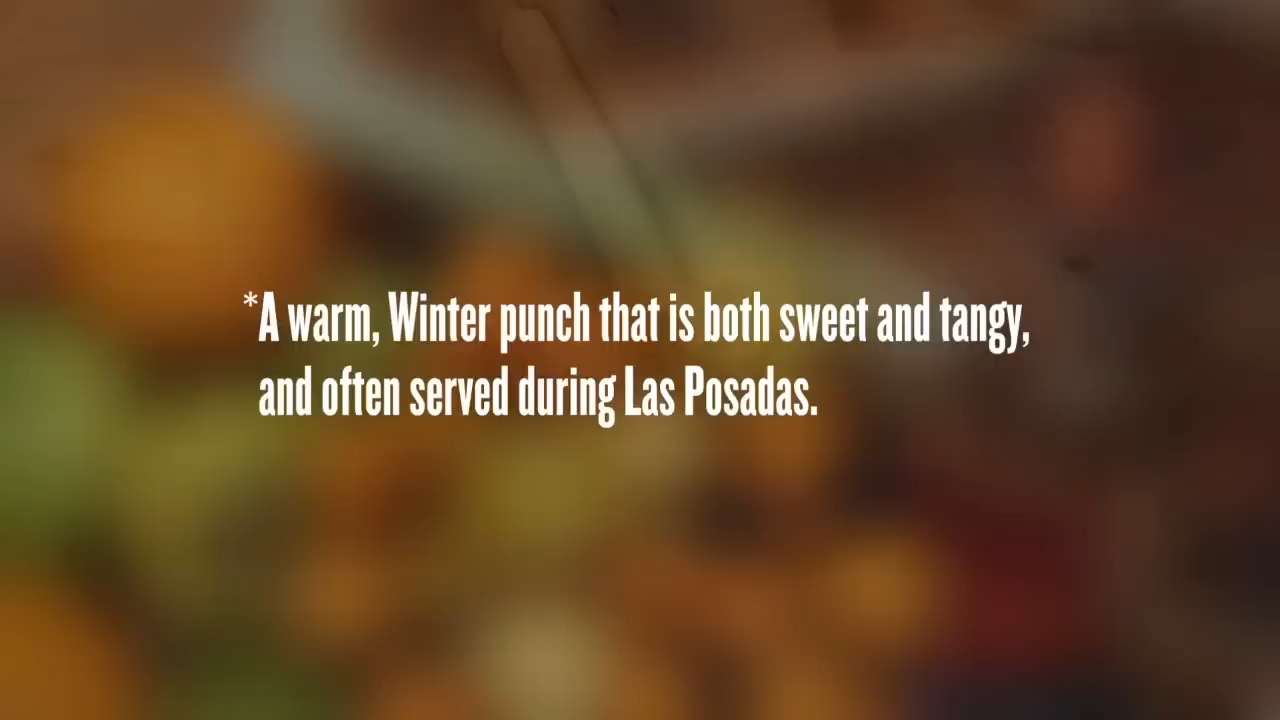 *A warm, Winter punch that is both sweet and tangy,
and often served during Las Posadas.